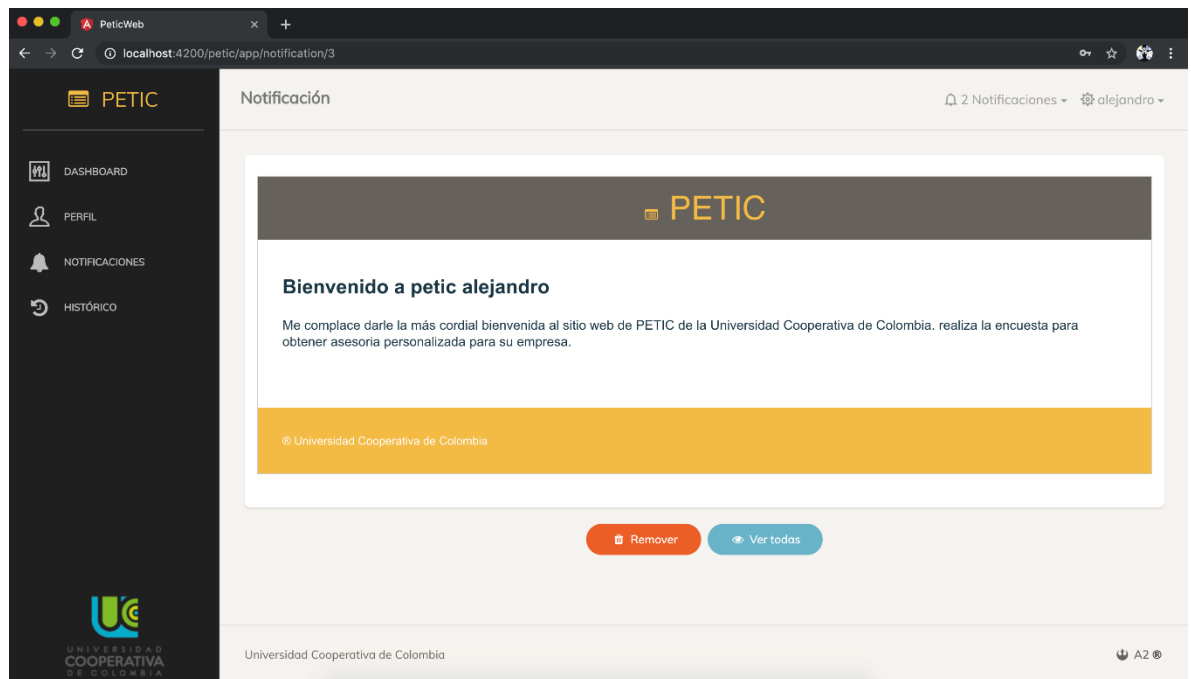 PeticWeb
localhost:4200/petic/app/notification/3
PETIC
Notificación
2 Notificaciones
alejandro
DASHBOARD
PERFIL
NOTIFICACIONES
HISTÓRICO
PETIC
Bienvenido a petic alejandro
Me complace darle la más cordial bienvenida al sitio web de PETIC de la Universidad Cooperativa de Colombia. realiza la encuesta para
obtener asesoria personalizada para su empresa.
® Universidad Cooperativa de Colombia
Remover
Ver todas
UNIVERSIDAD
COOPERATIVA
DE COLOMBIA
Universidad Cooperativa de Colombia
A2 ®